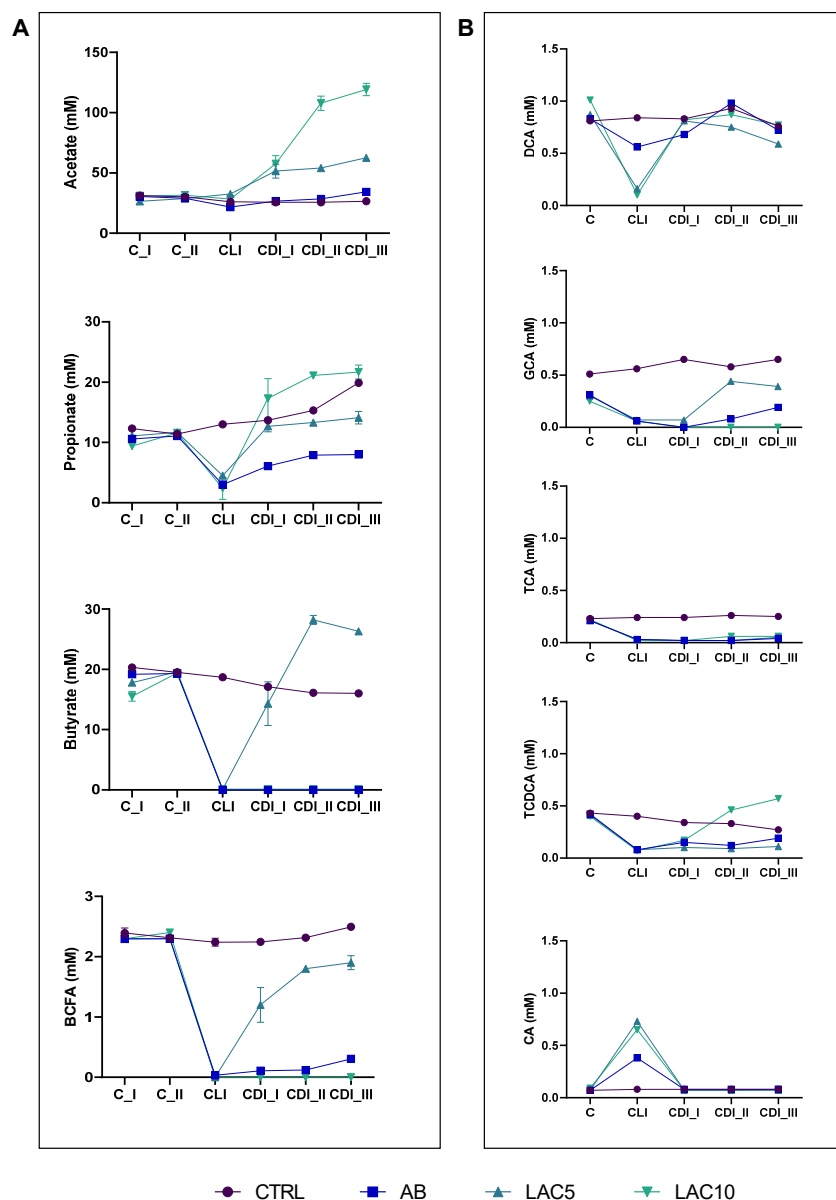 A
Acetate (mM)
150
100
50
0
C_I C_II CLI CDI_I CDI_II CDI_III
Propionate (mM)
30
20
10
0
C_I C_II CLI CDI_I CDI_II CDI_III
Butyrate (mM)
30
20
10
0
C_I C_II CLI CDI_I CDI_II CDI_III
BCFA (mM)
3
2
1
0
C_I C_II CLI CDI_I CDI_II CDI_III
B
DCA (mM)
1.5
1.0
0.5
0.0
C CLI CDI_I CDI_II CDI_III
GCA (mM)
1.5
1.0
0.5
0.0
C CLI CDI_I CDI_II CDI_III
TCA (mM)
1.5
1.0
0.5
0.0
C CLI CDI_I CDI_II CDI_III
TCDCA (mM)
1.5
1.0
0.5
0.0
C CLI CDI_I CDI_II CDI_III
CA (mM)
1.5
1.0
0.5
0.0
C CLI CDI_I CDI_II CDI_III
CTRL AB LAC5 LAC10